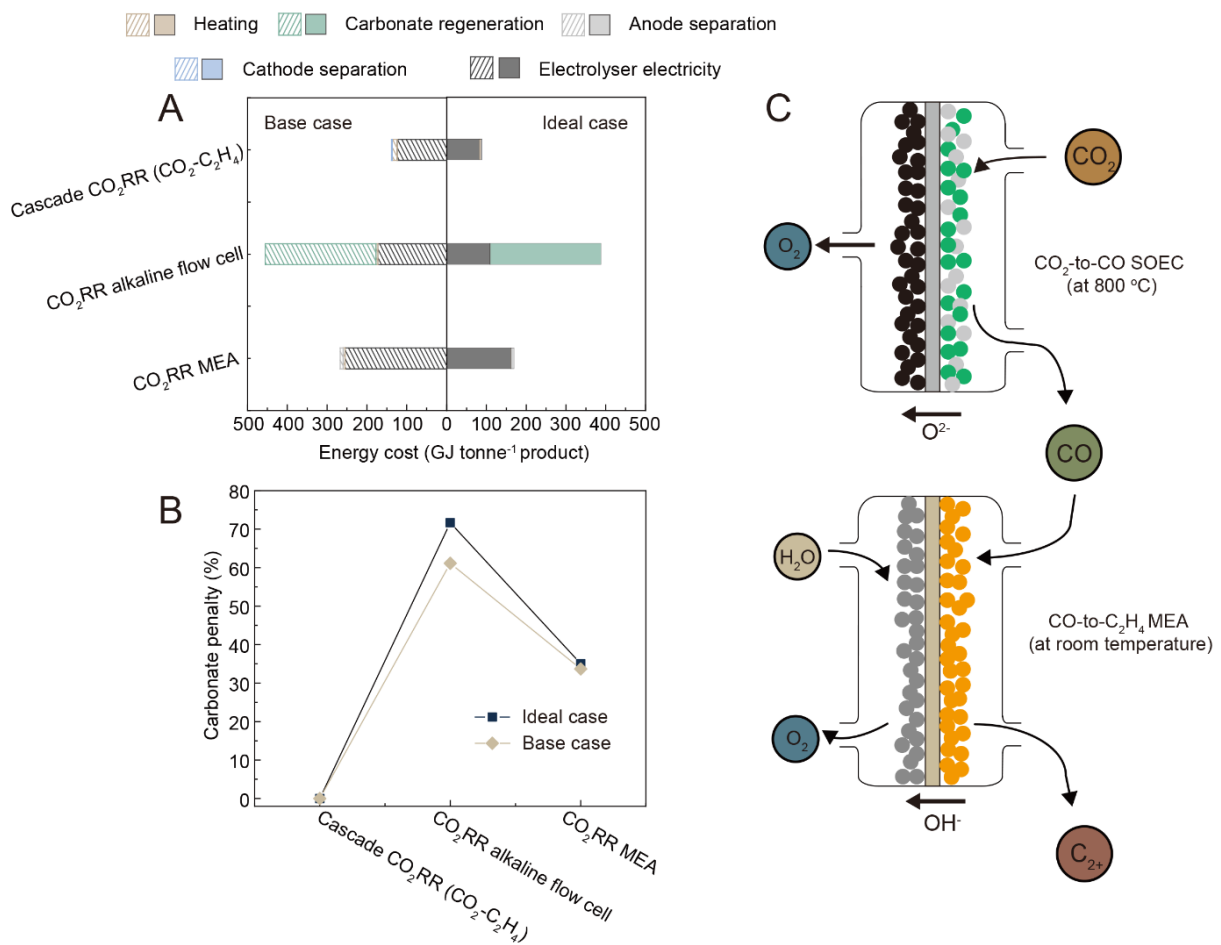 Heating
Carbonate regeneration
Anode separation
Cathode separation
Electrolyser electricity
A
Base case
Ideal case
Cascade CO₂RR (CO₂-C₂H₄)
CO₂RR alkaline flow cell
CO₂RR MEA
500 400 300 200 100 0 100 200 300 400 500
Energy cost (GJ tonne⁻¹ product)
B
80
70
60
50
40
30
20
10
0
Carbonate penalty (%)
Ideal case
Base case
Cascade CO₂RR (CO₂-C₂H₄)
CO₂RR alkaline flow cell
CO₂RR MEA
C
CO₂
O₂
CO₂-to-CO SOEC
(at 800 °C)
O²⁻
CO
H₂O
CO-to-C₂H₄ MEA
(at room temperature)
O₂
OH⁻
C₂₊